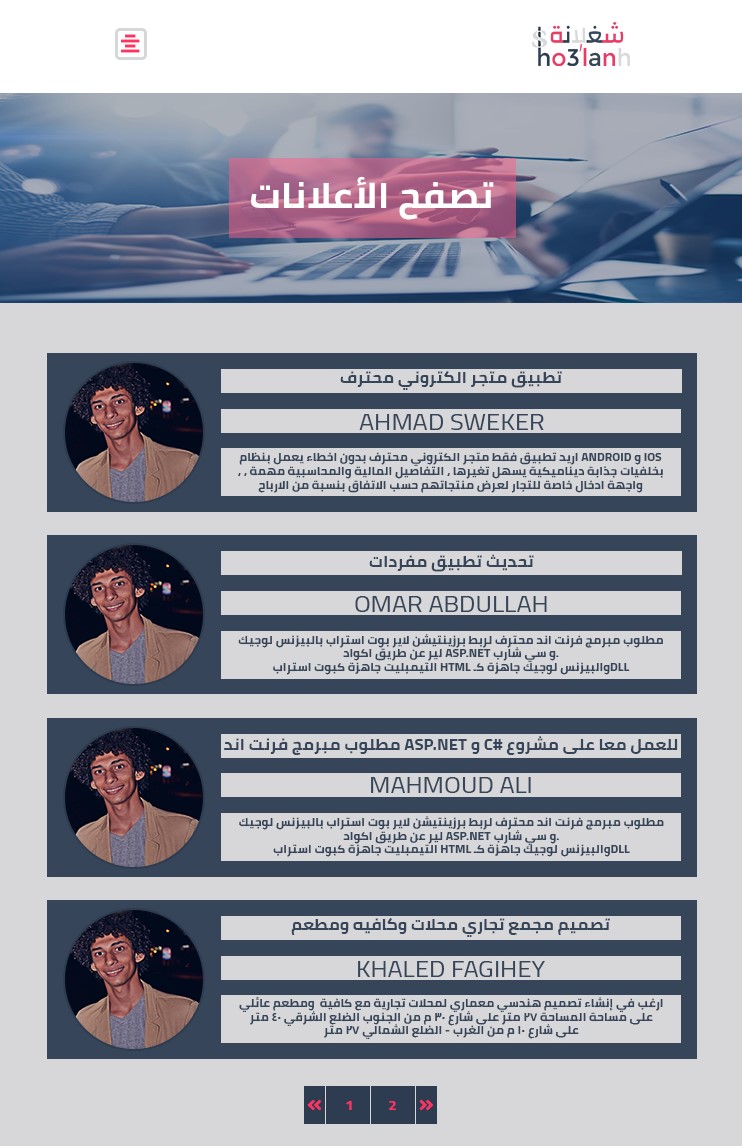 شغلانة
Sho3'lanh
تصفح الأعلانات
تطبيق متجر الكتروني محترف
AHMAD SWEKER
اريد تطبيق فقط متجر الكتروني محترف بدون اخطاء يعمل بنظام ANDROID و IOS
بخلفيات جذابة ديناميكية يسهل تغيرها , التفاصيل المالية والمحاسبية مهمة , ,
واجهة ادخال خاصة للتجار لعرض منتجاتهم حسب الاتفاق بنسبة من الارباح
تحديث تطبيق مفردات
OMAR ABDULLAH
مطلوب مبرمج فرنت اند محترف لربط برزينتيشن لاير بوت استراب بالبيزنس لوجيك
لير عن طريق اكواد ASP.NET و سي شارب.
التيمبليت جاهزة كبوت استراب HTML والبيزنس لوجيك جاهزة كـ DLL
مطلوب مبرمج فرنت اند ASP.NET و C# للعمل معا على مشروع
MAHMOUD ALI
مطلوب مبرمج فرنت اند محترف لربط برزينتيشن لاير بوت استراب بالبيزنس لوجيك
لير عن طريق اكواد ASP.NET و سي شارب.
التيمبليت جاهزة كبوت استراب HTML والبيزنس لوجيك جاهزة كـ DLL
تصميم مجمع تجاري محلات وكافيه ومطعم
KHALED FAGIHEY
ارغب في إنشاء تصميم هندسي معماري لمحلات تجارية مع كافية ومطعم عائلي
على مساحة المساحة ٢٧ متر على شارع ٣٠ م من الجنوب الضلع الشرقي ٤٠ متر
على شارع ١٠ م من الغرب - الضلع الشمالي ٢٧ متر
« 1 2 »